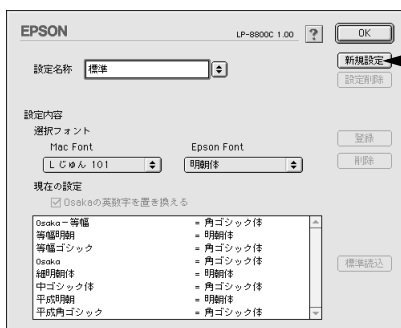 EPSON
LP-8800C 1.00
?
OK
設定名称
標準
新規設定
設定削除
設定内容
選択フォント
Mac Font
Epson Font
L じゅん 101
明朝体
登録
削除
現在の設定
Osakaの英数字を置き換える
Osaka－等幅 = 角ゴシック体
等幅明朝 = 明朝体
等幅ゴシック = 角ゴシック体
Osaka = 角ゴシック体
細明朝体 = 明朝体
中ゴシック体 = 角ゴシック体
平成明朝 = 明朝体
平成角ゴシック = 角ゴシック体
標準読込